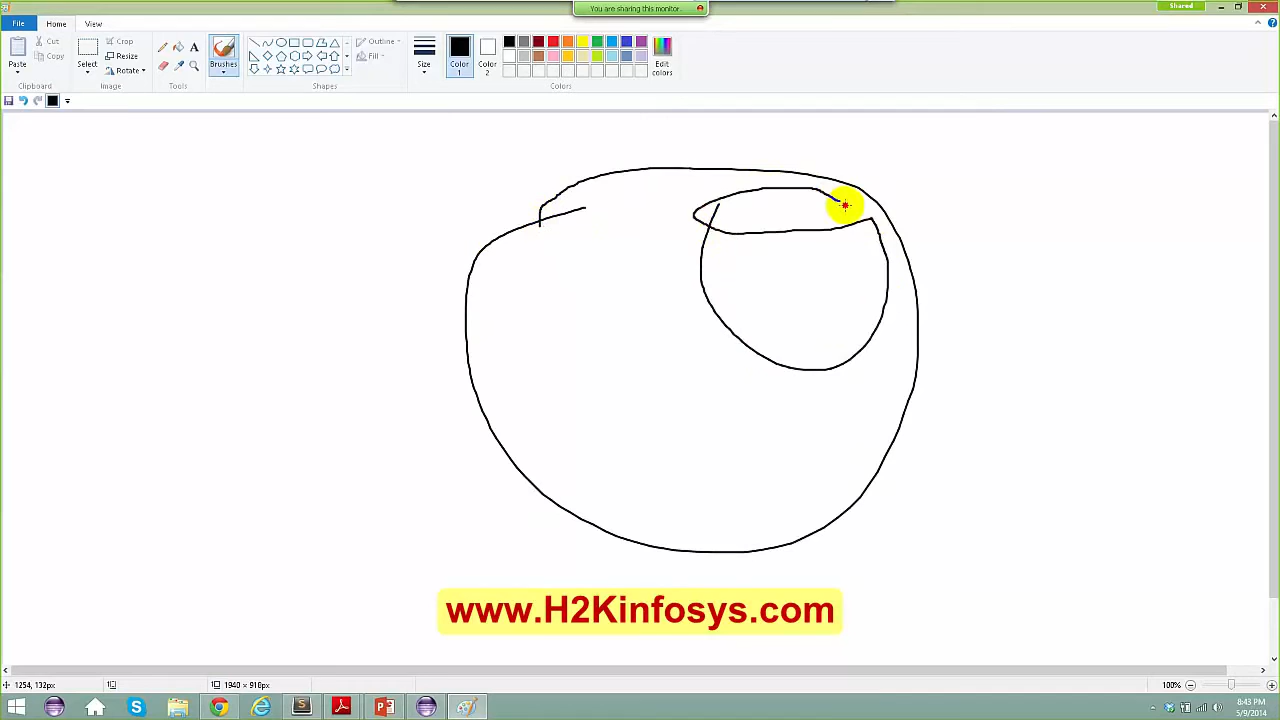 You are sharing this monitor.
Shared
File
Home
View
Paste
Cut
Copy
Clipboard
Select
Crop
Resize
Rotate
Image
A
Tools
Brushes
Shapes
Outline
Fill
Size
Color
1
Color
2
Edit
colors
Colors
www.H2Kinfosys.com
1254, 132px
1940 × 918px
100%
8:43 PM
5/9/2014